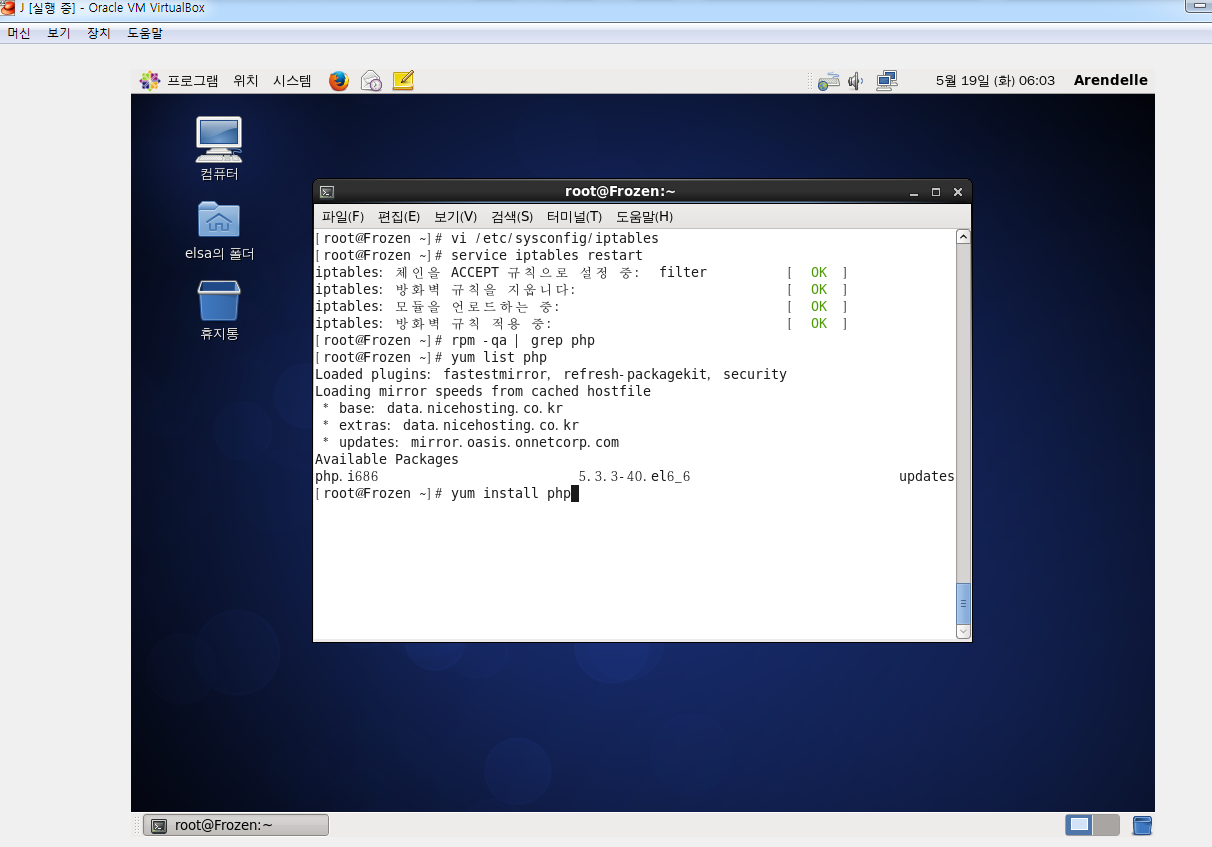 J [실행 중] - Oracle VM VirtualBox
머신 보기 장치 도움말
프로그램 위치 시스템 5월 19일 (화) 06:03 Arendelle
컴퓨터
elsa의 폴더
휴지통
root@Frozen:~
파일(F) 편집(E) 보기(V) 검색(S) 터미널(T) 도움말(H)
[root@Frozen ~]# vi /etc/sysconfig/iptables
[root@Frozen ~]# service iptables restart
iptables: 체인을 ACCEPT 규칙으로 설정 중: filter [ OK ]
iptables: 방화벽 규칙을 지웁니다: [ OK ]
iptables: 모듈을 언로드하는 중: [ OK ]
iptables: 방화벽 규칙 적용 중: [ OK ]
[root@Frozen ~]# rpm -qa | grep php
[root@Frozen ~]# yum list php
Loaded plugins: fastestmirror, refresh-packagekit, security
Loading mirror speeds from cached hostfile
* base: data.nicehosting.co.kr
* extras: data.nicehosting.co.kr
* updates: mirror.oasis.onnetcorp.com
Available Packages
php.i686 5.3.3-40.el6_6 updates
[root@Frozen ~]# yum install php
root@Frozen:~